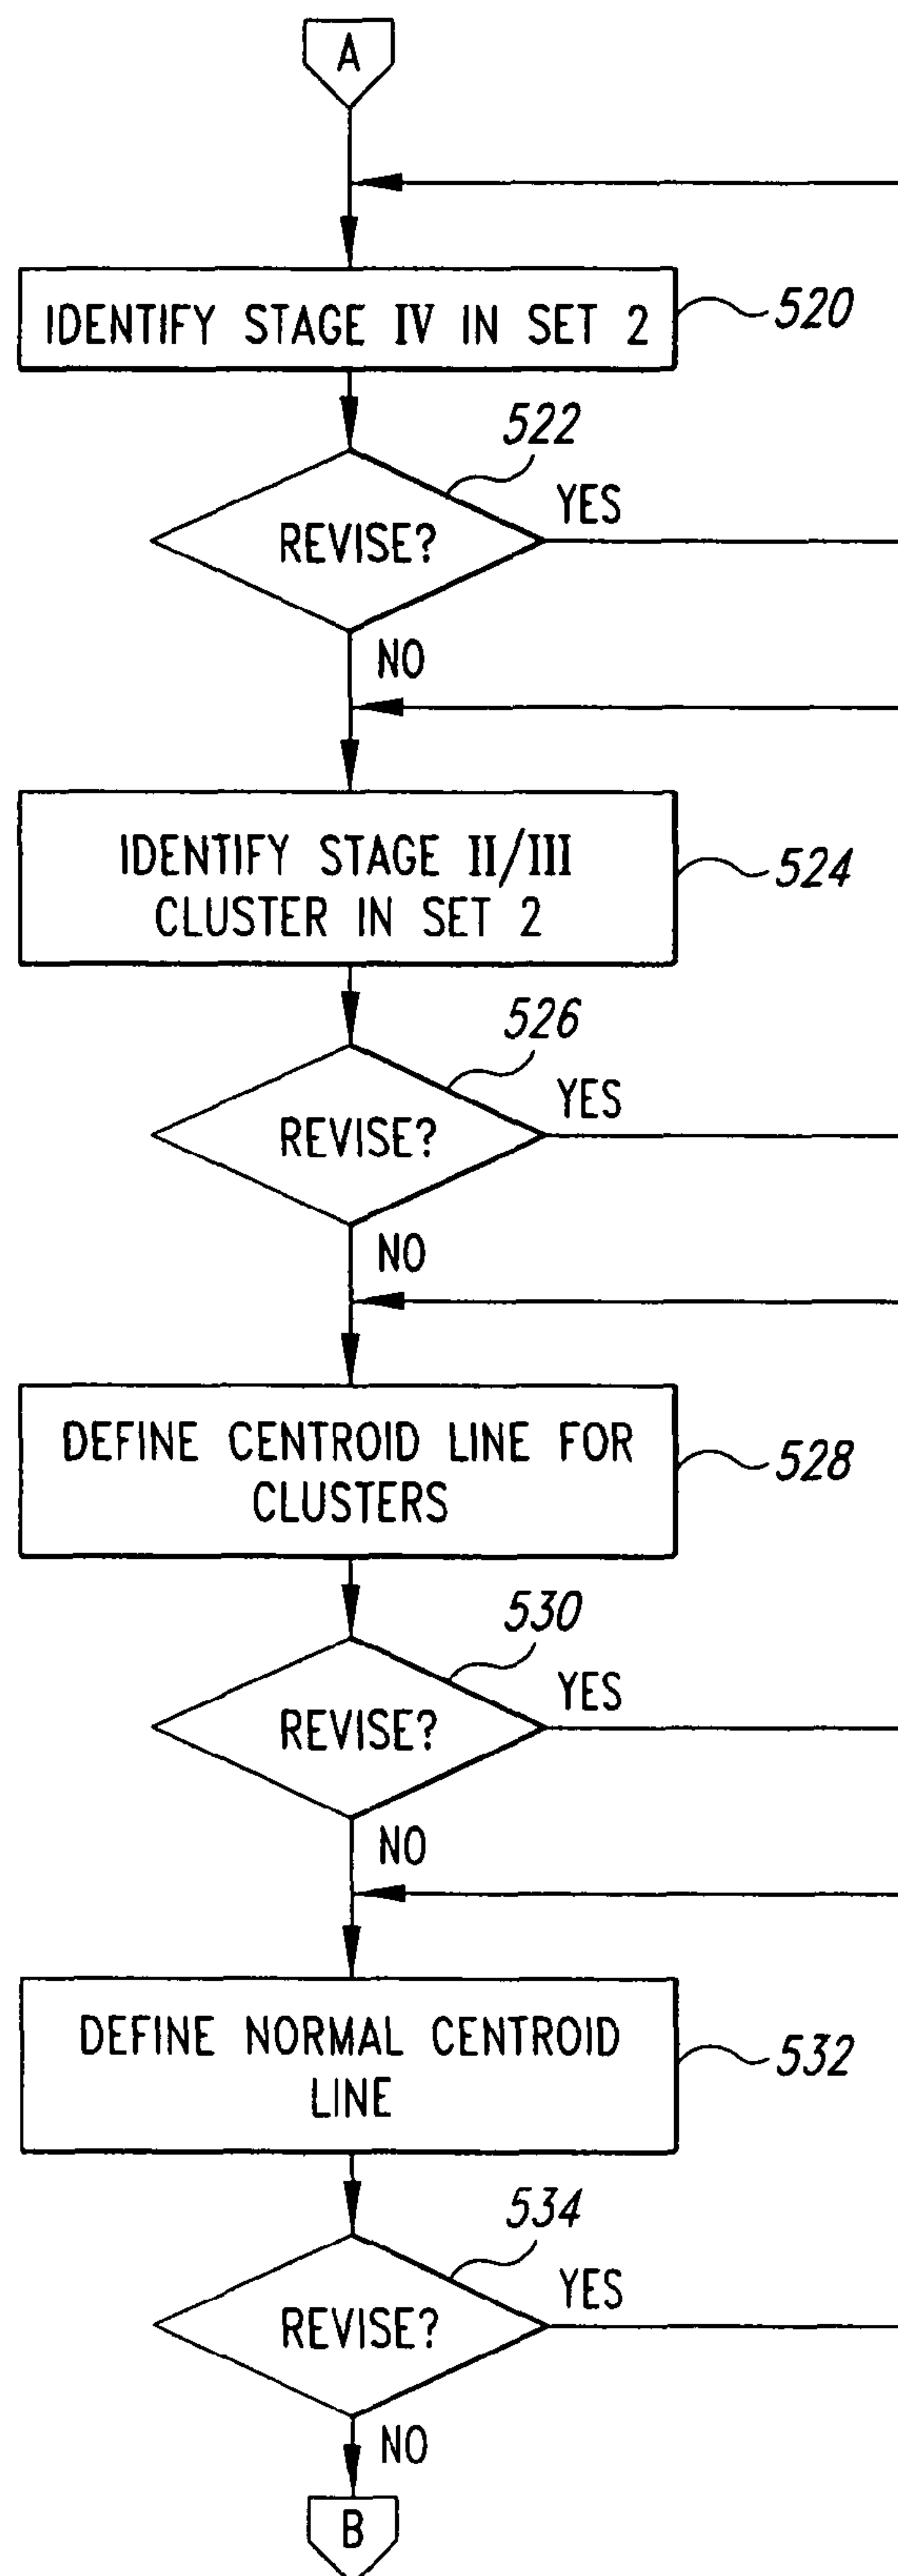 A
IDENTIFY STAGE IV IN SET 2
520
522
REVISE?
YES
NO
IDENTIFY STAGE II/III
CLUSTER IN SET 2
524
526
REVISE?
YES
NO
DEFINE CENTROID LINE FOR
CLUSTERS
528
530
REVISE?
YES
NO
DEFINE NORMAL CENTROID
LINE
532
534
REVISE?
YES
NO
B